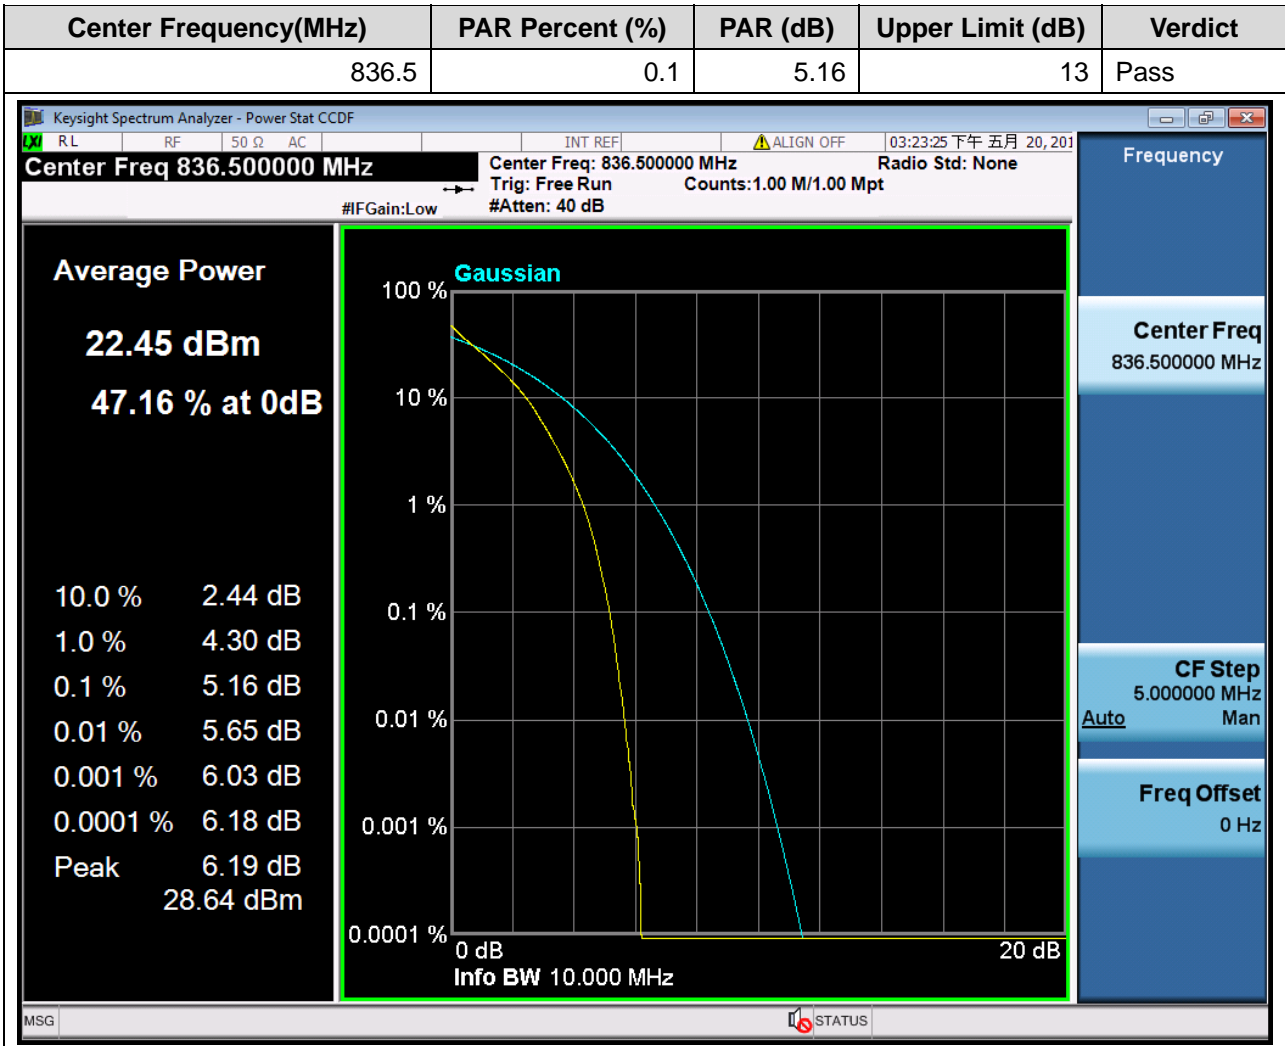 Center Frequency(MHz) PAR Percent (%) PAR (dB) Upper Limit (dB) Verdict
836.5 0.1 5.16 13 Pass
Keysight Spectrum Analyzer - Power Stat CCDF
LXI RL RF 50 Ω AC INT REF ALIGN OFF 03:23:25 下午 五月 20, 201
Center Freq 836.500000 MHz
Center Freq: 836.500000 MHz Radio Std: None
Trig: Free Run Counts:1.00 M/1.00 Mpt
#IFGain:Low #Atten: 40 dB
Frequency
Average Power
22.45 dBm
47.16 % at 0dB
10.0 % 2.44 dB
1.0 % 4.30 dB
0.1 % 5.16 dB
0.01 % 5.65 dB
0.001 % 6.03 dB
0.0001 % 6.18 dB
Peak 6.19 dB
28.64 dBm
Gaussian
100 %
10 %
1 %
0.1 %
0.01 %
0.001 %
0.0001 %
0 dB 20 dB
Info BW 10.000 MHz
Center Freq
836.500000 MHz
CF Step
5.000000 MHz
Auto Man
Freq Offset
0 Hz
MSG STATUS